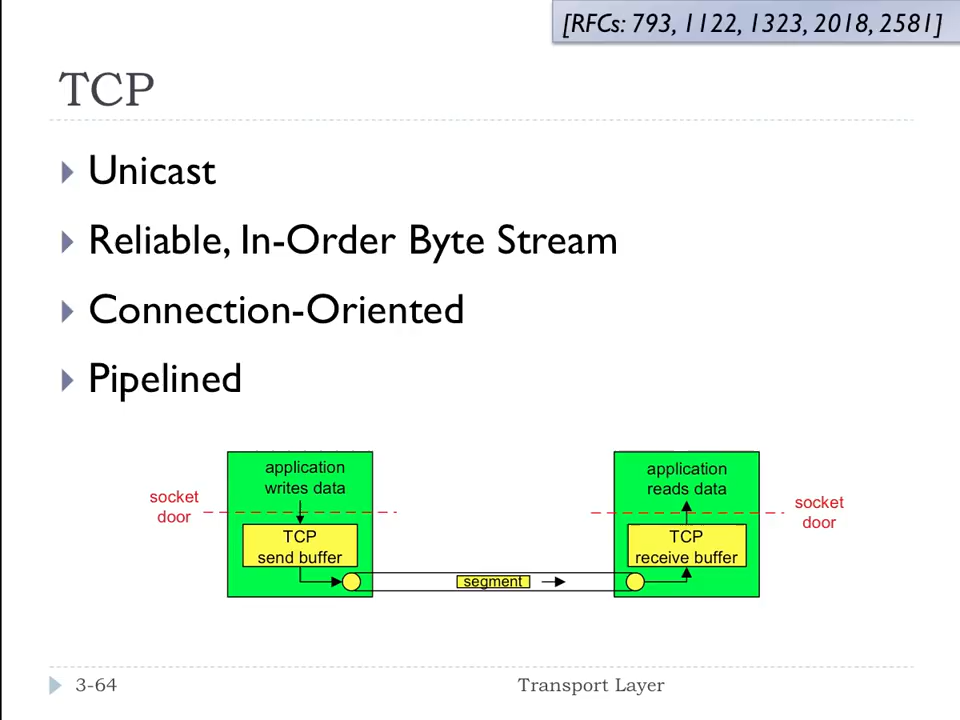 [RFCs: 793, 1122, 1323, 2018, 2581]
TCP
Unicast
Reliable, In-Order Byte Stream
Connection-Oriented
Pipelined
application
writes data
socket
door
TCP
send buffer
segment
application
reads data
socket
door
TCP
receive buffer
3-64
Transport Layer